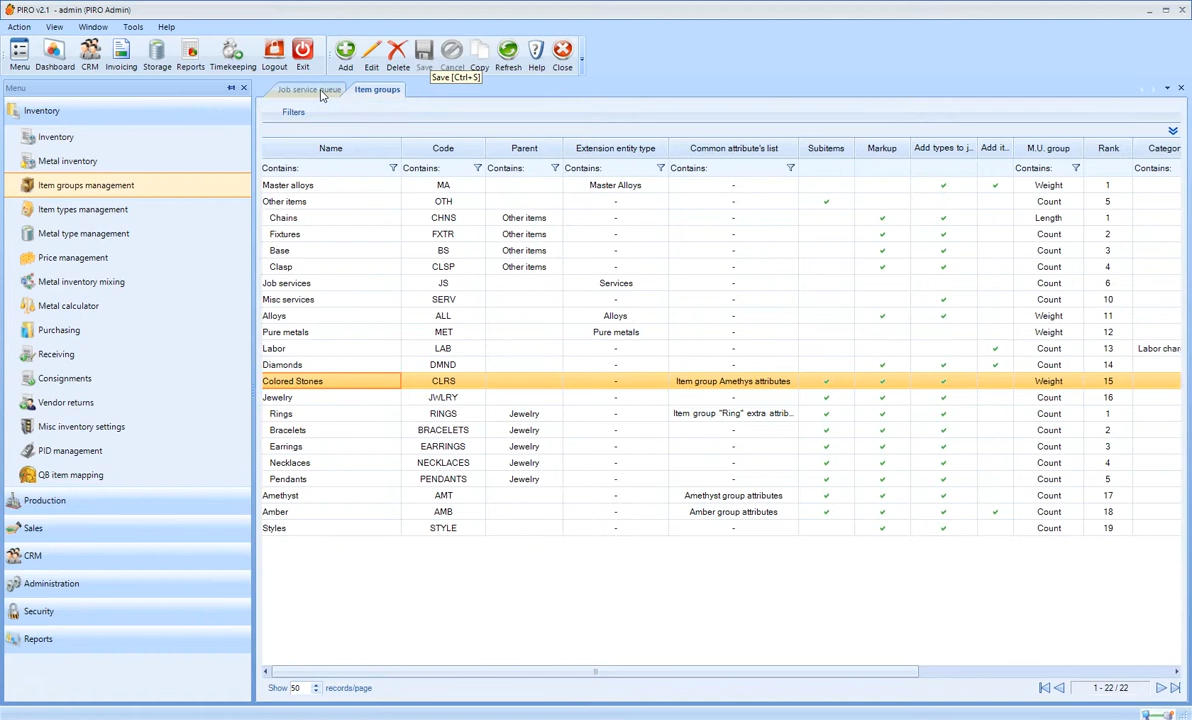 PIRO v2.1 - admin (PIRO Admin)
Action View Window Tools Help
Menu Dashboard CRM Invoicing Storage Reports Timekeeping Logout Exit Add Edit Delete Save Cancel Copy Refresh Help Close
Save [Ctrl+S]
Menu
Job service queue Item groups
Inventory
Inventory
Metal inventory
Item groups management
Item types management
Metal type management
Price management
Metal inventory mixing
Metal calculator
Purchasing
Receiving
Consignments
Vendor returns
Misc inventory settings
PID management
QB item mapping
Production
Sales
CRM
Administration
Security
Reports
Filters
Name Code Parent Extension entity type Common attribute's list Subitems Markup Add types to j... Add it... M.U. group Rank Categor
Contains: Contains: Contains: Contains: Contains: Contains: Contains:
Master alloys MA Master Alloys - Weight 1
Other items OTH - - Count 5
Chains CHNS Other items - - Length 1
Fixtures FXTR Other items - - Count 2
Base BS Other items - - Count 3
Clasp CLSP Other items - - Count 4
Job services JS Services - Count 6
Misc services SERV - - Count 10
Alloys ALL Alloys - Weight 11
Pure metals MET Pure metals - Weight 12
Labor LAB - - Count 13 Labor char
Diamonds DMND - - Count 14
Colored Stones CLRS - Item group Amethys attributes Weight 15
Jewelry JWLRY - - Count 16
Rings RINGS Jewelry - Item group "Ring" extra attrib... Count 1
Bracelets BRACELETS Jewelry - - Count 2
Earrings EARRINGS Jewelry - - Count 3
Necklaces NECKLACES Jewelry - - Count 4
Pendants PENDANTS Jewelry - - Count 5
Amethyst AMT - Amethyst group attributes Count 17
Amber AMB - Amber group attributes Count 18
Styles STYLE - - Count 19
Show 50 records/page 1 - 22 / 22